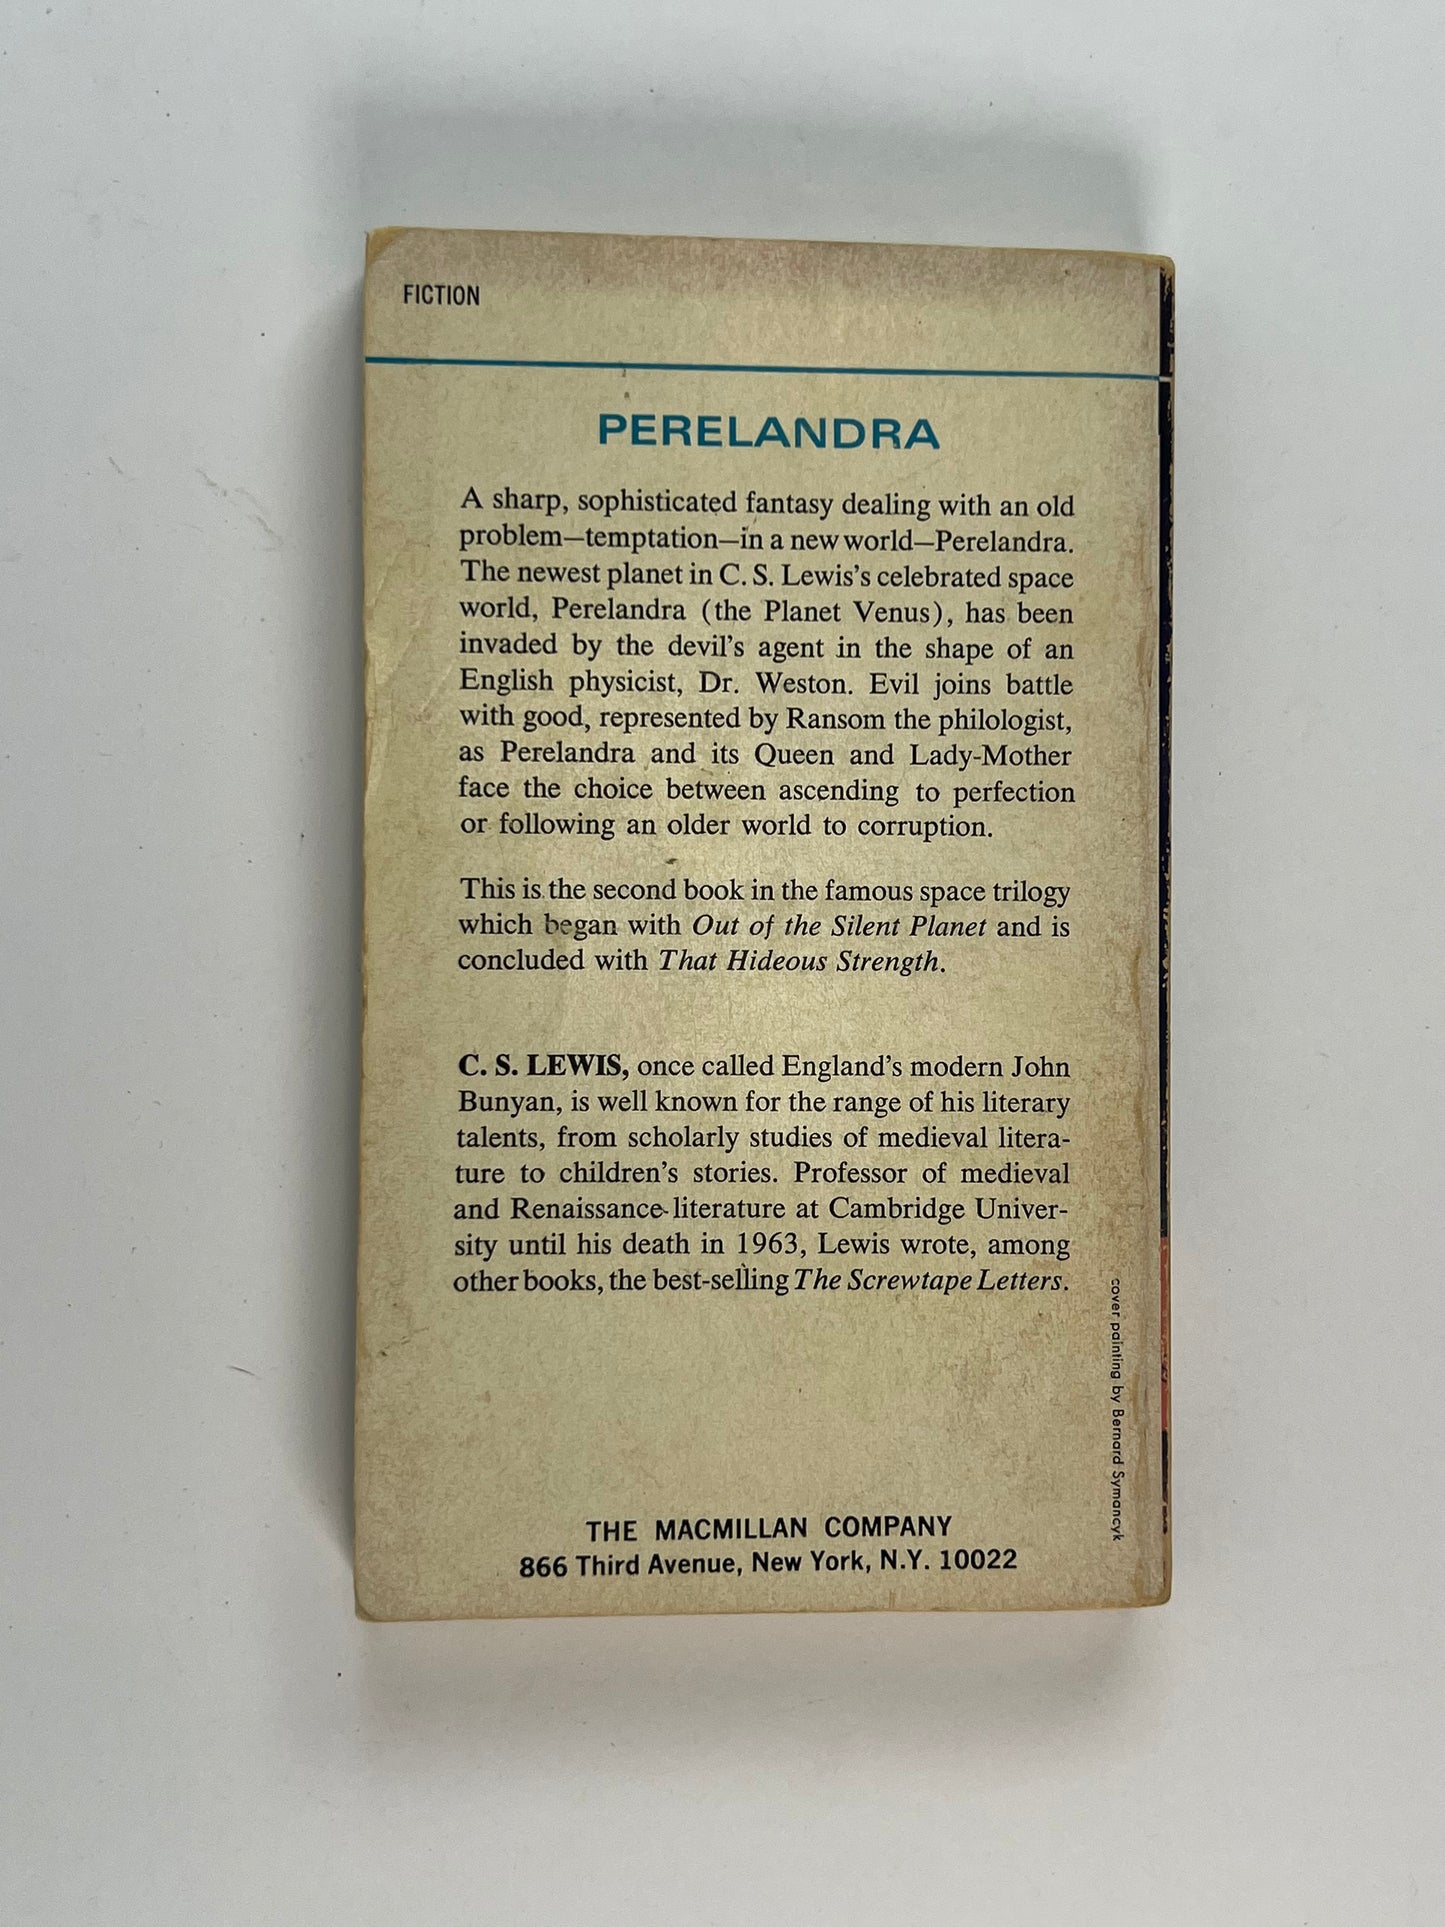 FICTION
PERELANDRA
A sharp, sophisticated fantasy dealing with an old
problem—temptation—in a new world—Perelandra.
The newest planet in C. S. Lewis's celebrated space
world, Perelandra (the Planet Venus), has been
invaded by the devil's agent in the shape of an
English physicist, Dr. Weston. Evil joins battle
with good, represented by Ransom the philologist,
as Perelandra and its Queen and Lady-Mother
face the choice between ascending to perfection
or following an older world to corruption.
This is the second book in the famous space trilogy
which began with Out of the Silent Planet and is
concluded with That Hideous Strength.
C. S. LEWIS, once called England's modern John
Bunyan, is well known for the range of his literary
talents, from scholarly studies of medieval litera-
ture to children's stories. Professor of medieval
and Renaissance literature at Cambridge Univer-
sity until his death in 1963, Lewis wrote, among
other books, the best-selling The Screwtape Letters.
cover painting by Bernard Symancyk
THE MACMILLAN COMPANY
866 Third Avenue, New York, N.Y. 10022